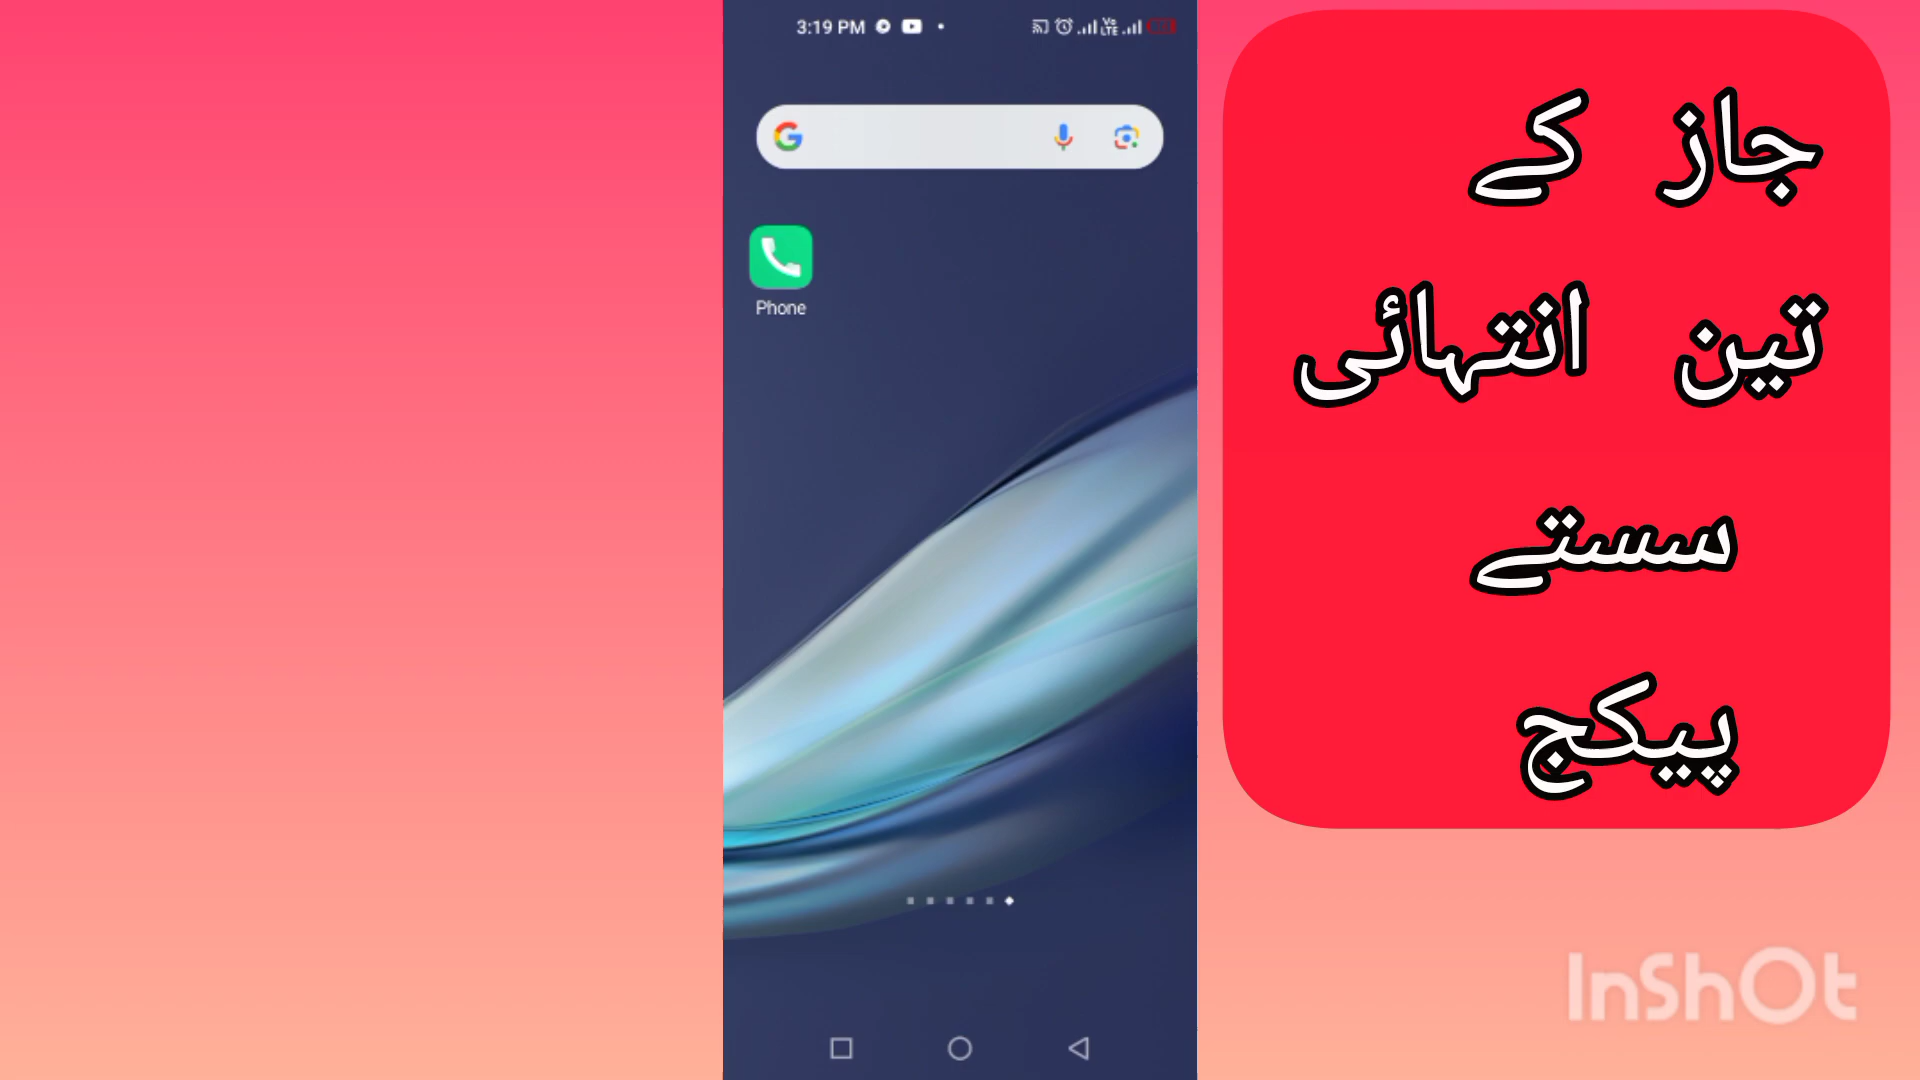 3:19 PM
Phone
جاز کے
تین انتہائی
سستے
پیکج
InShOt